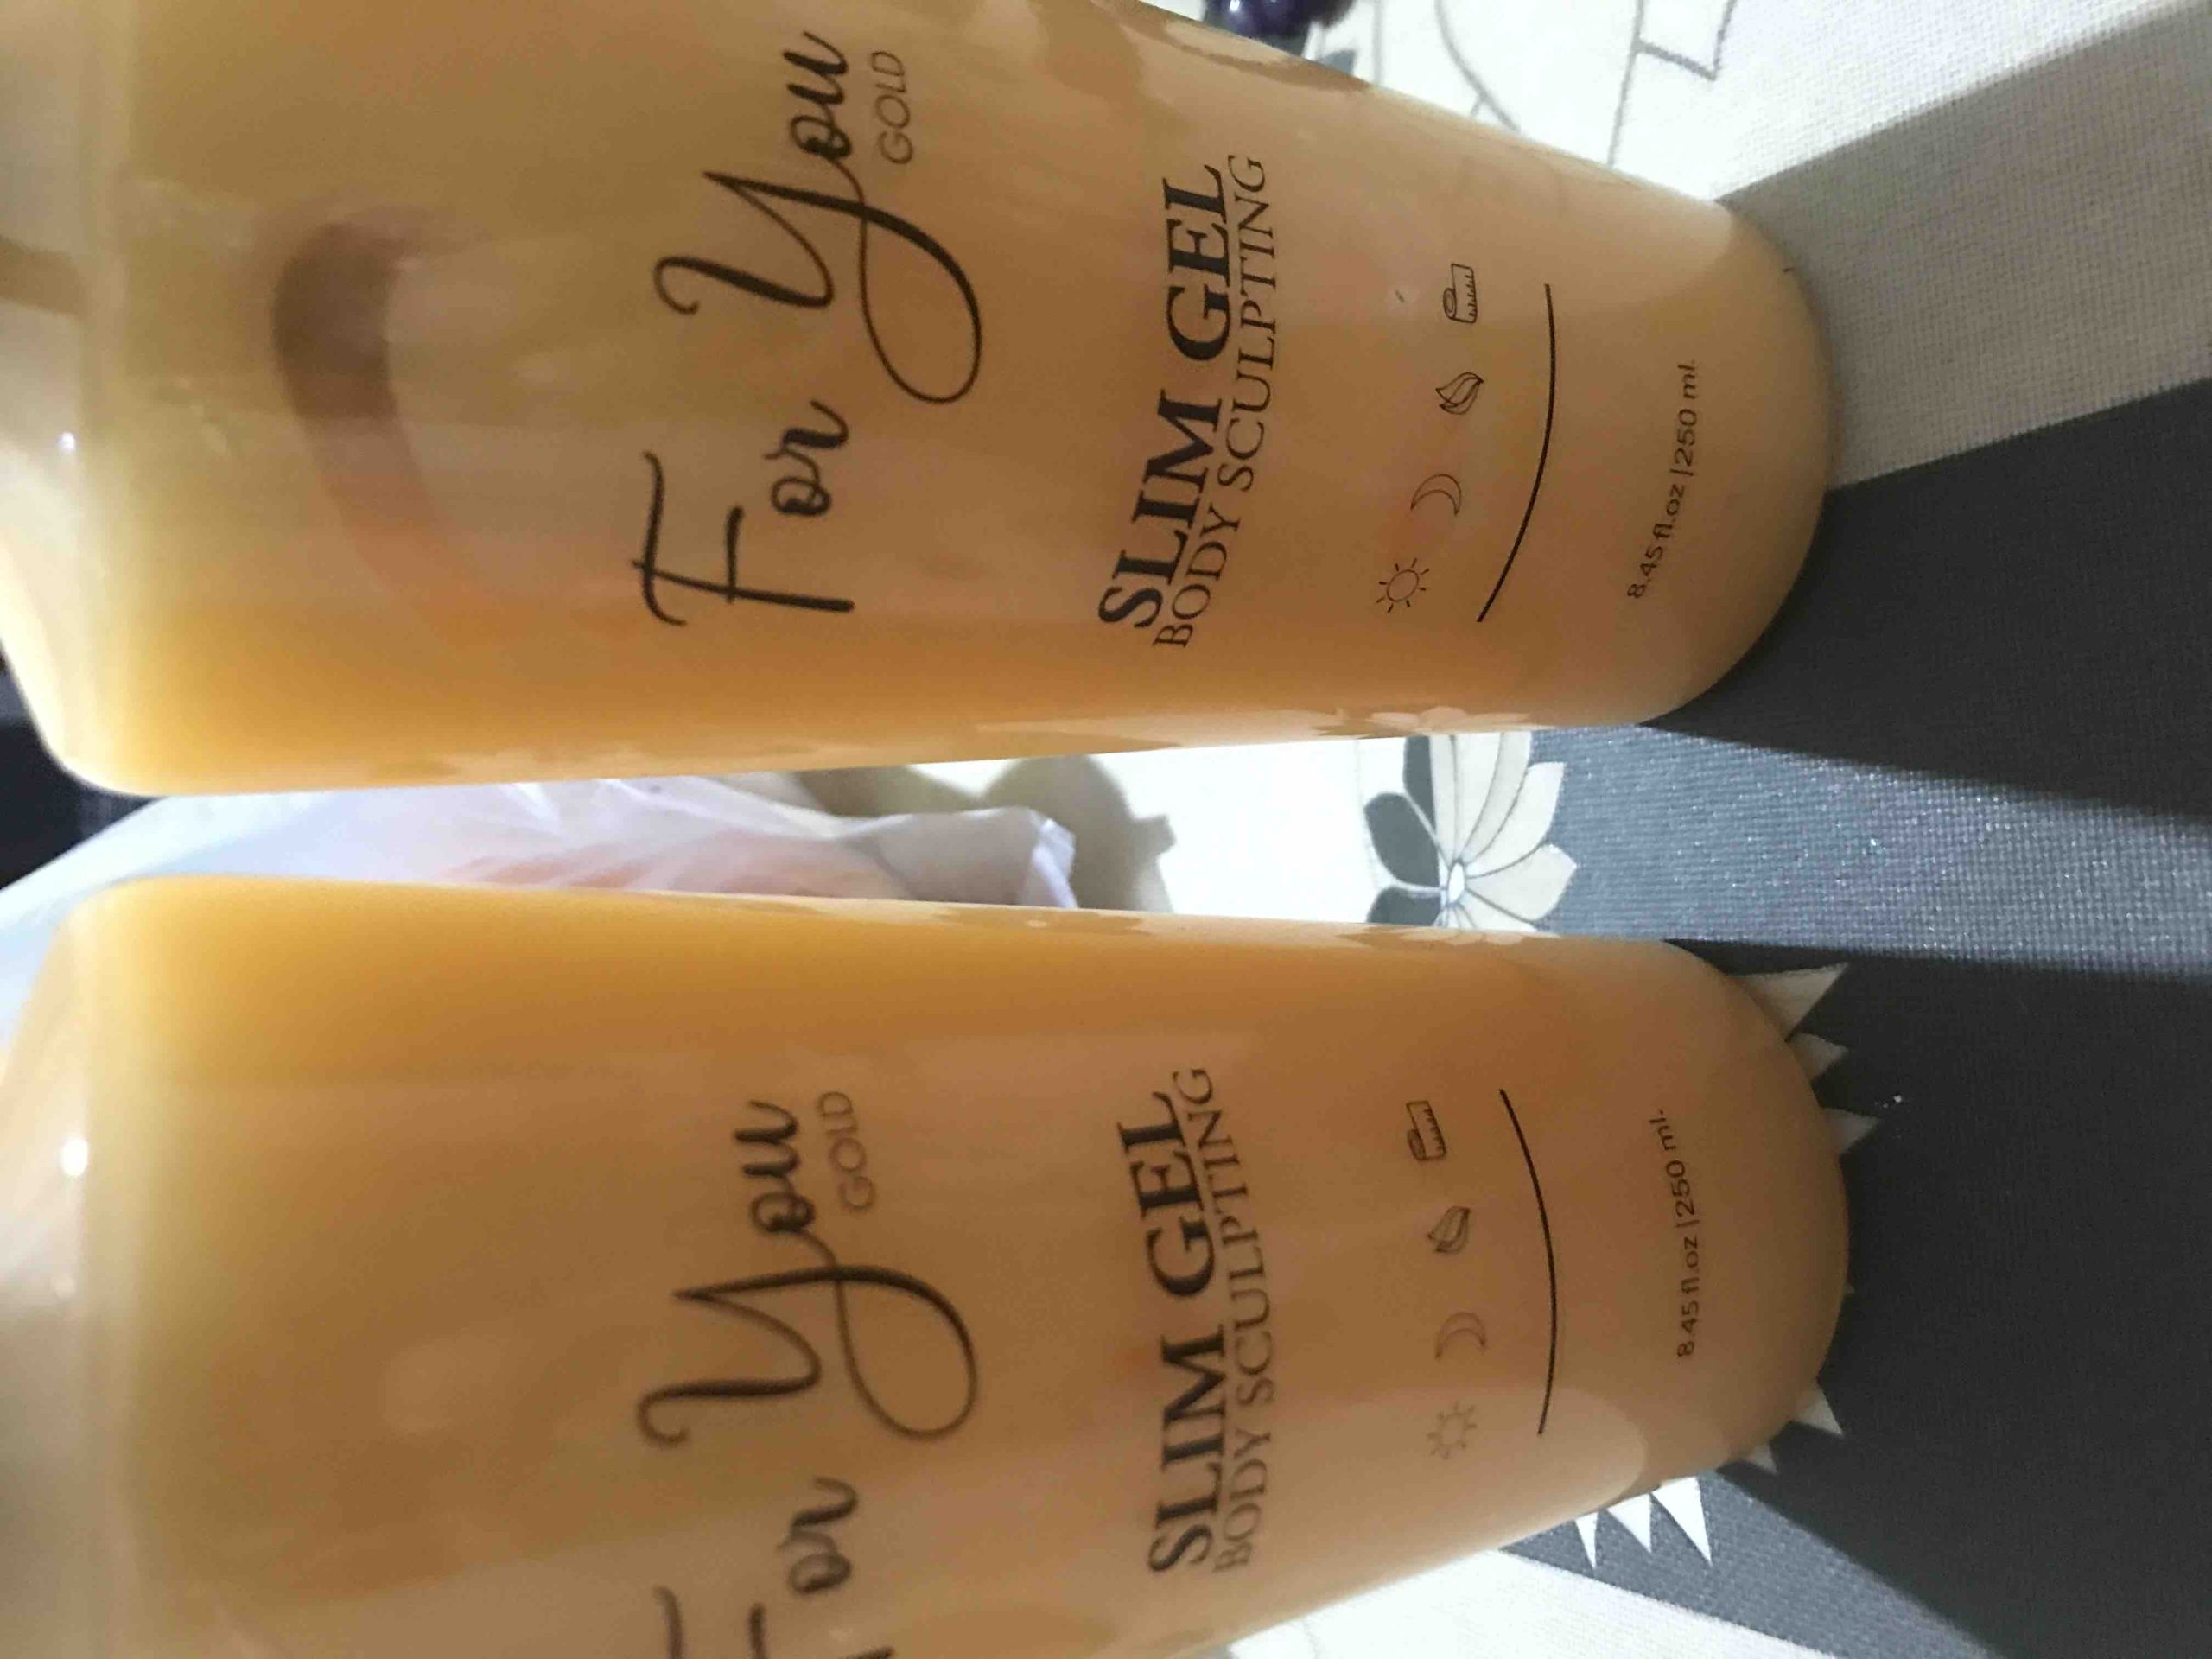 For You
GOLD
SLIM GEL
BODY SCULPTING
8.45 fl.oz | 250 ml.
For You
GOLD
SLIM GEL
BODY SCULPTING
8.45 fl.oz | 250 ml.